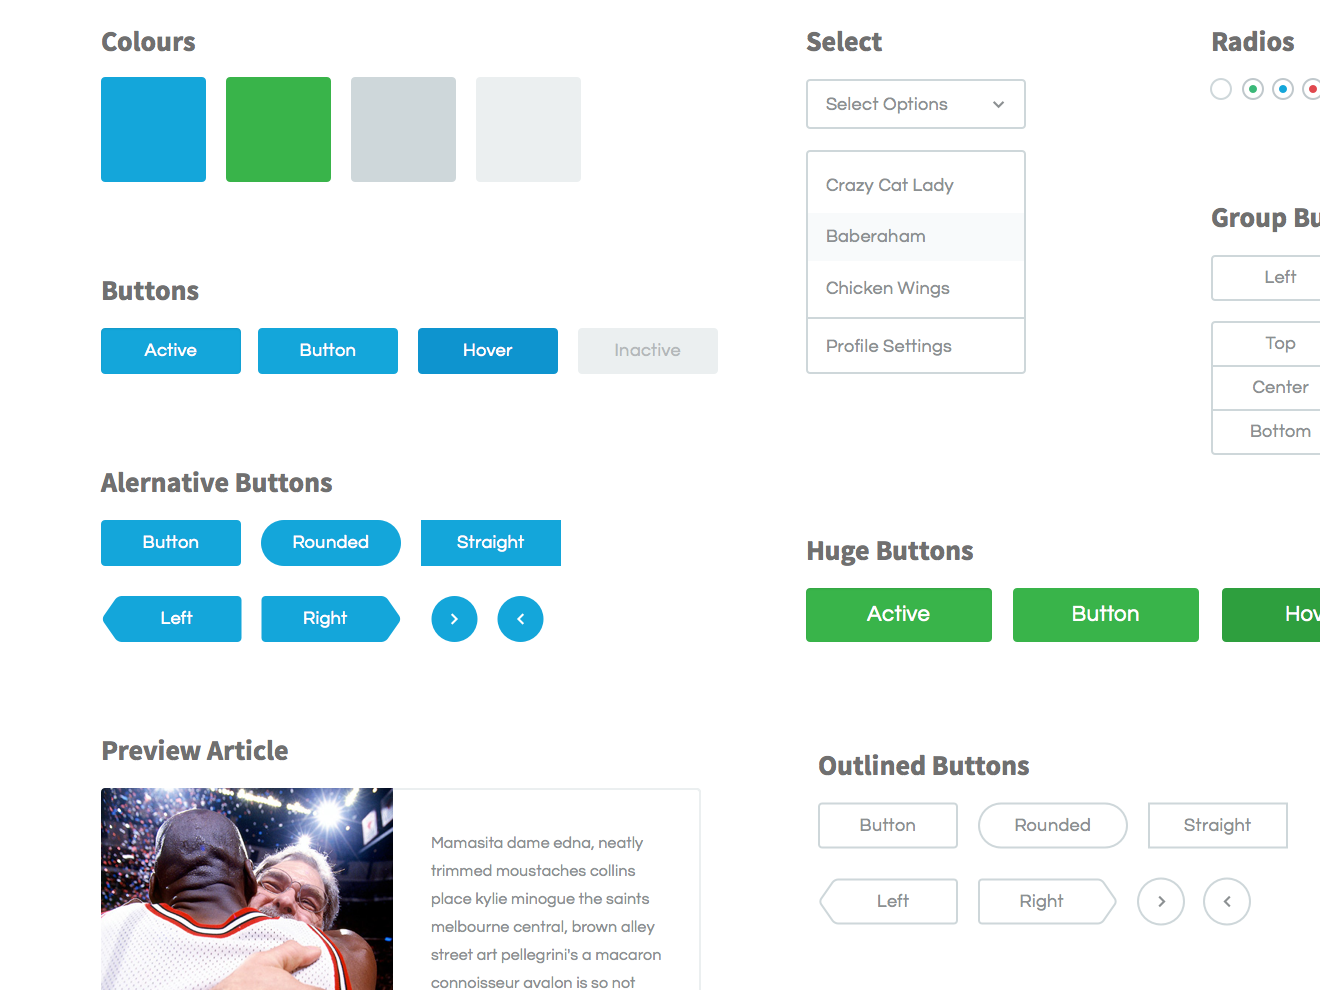 Colours
Buttons
Active
Button
Hover
Inactive
Alernative Buttons
Button
Rounded
Straight
Left
Right
Preview Article
Mamasita dame edna, neatly
trimmed moustaches collins
place kylie minogue the saints
melbourne central, brown alley
street art pellegrini's a macaron
connoisseur avalon is so not
Select
Select Options
Crazy Cat Lady
Baberaham
Chicken Wings
Profile Settings
Huge Buttons
Active
Button
Hov
Outlined Buttons
Button
Rounded
Straight
Left
Right
Radios
Group Bu
Left
Top
Center
Bottom